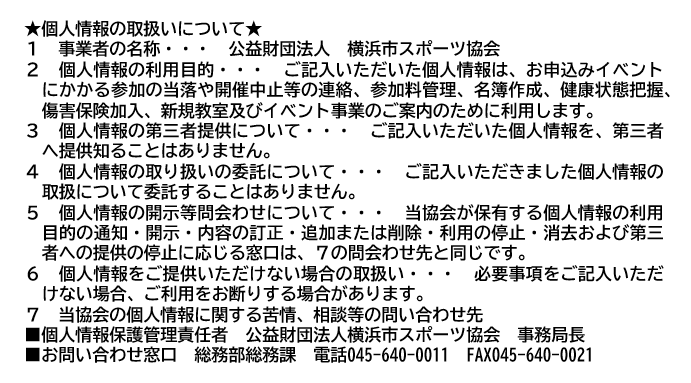 ★個人情報の取扱いについて★
１　事業者の名称・・・　公益財団法人　横浜市スポーツ協会
２　個人情報の利用目的・・・　ご記入いただいた個人情報は、お申込みイベント
にかかる参加の当落や開催中止等の連絡、参加料管理、名簿作成、健康状態把握、
傷害保険加入、新規教室及びイベント事業のご案内のために利用します。
３　個人情報の第三者提供について・・・　ご記入いただいた個人情報を、第三者
へ提供知ることはありません。
４　個人情報の取り扱いの委託について・・・　ご記入いただきました個人情報の
取扱について委託することはありません。
５　個人情報の開示等問会わせについて・・・　当協会が保有する個人情報の利用
目的の通知・開示・内容の訂正・追加または削除・利用の停止・消去および第三
者への提供の停止に応じる窓口は、７の問会わせ先と同じです。
６　個人情報をご提供いただけない場合の取扱い・・・　必要事項をご記入いただ
けない場合、ご利用をお断りする場合があります。
７　当協会の個人情報に関する苦情、相談等の問い合わせ先
■個人情報保護管理責任者　公益財団法人横浜市スポーツ協会　事務局長
■お問い合わせ窓口　総務部総務課　電話045-640-0011　FAX045-640-0021